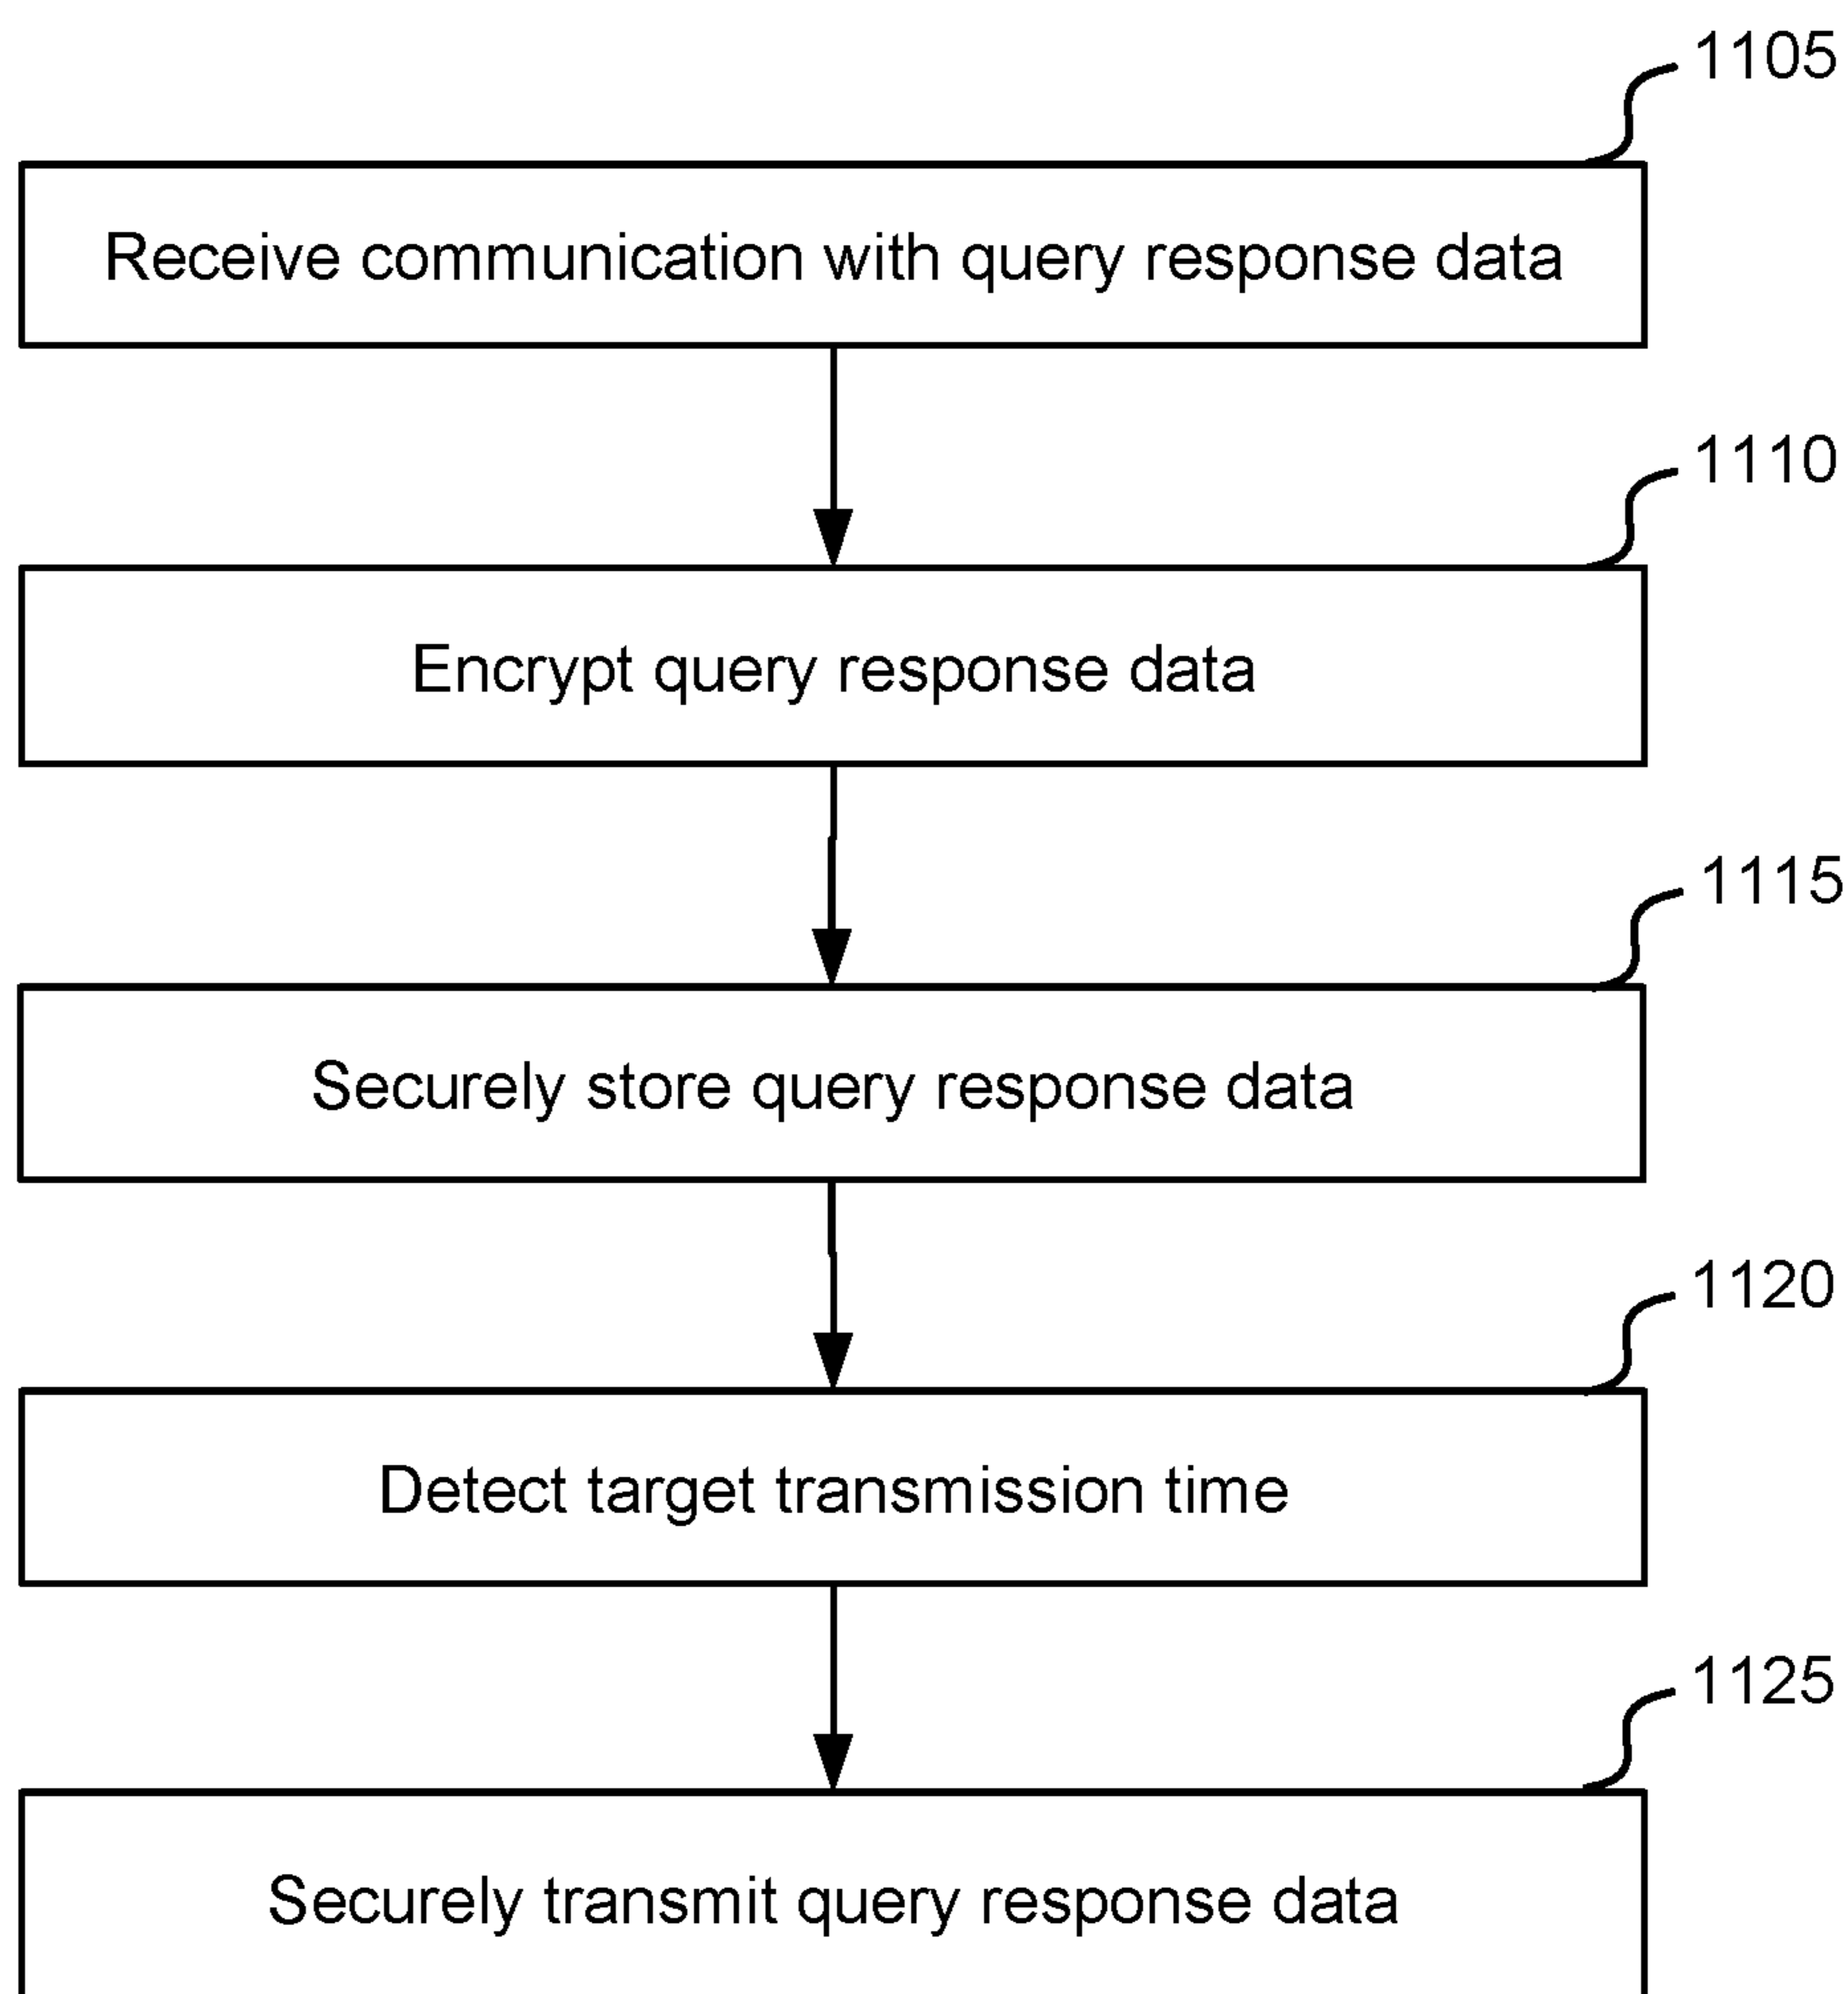 1105
Receive communication with query response data
1110
Encrypt query response data
1115
Securely store query response data
1120
Detect target transmission time
1125
Securely transmit query response data